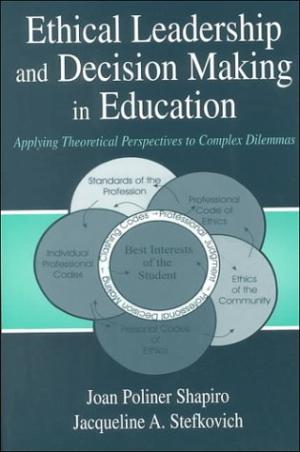 Ethical Leadership
and Decision Making
in Education
Applying Theoretical Perspectives to Complex Dilemmas
Standards of the
Profession
Professional
Code of
Ethics
Clashing Codes
Professional Judgment
Professional Decision Making
Individual
Professional
Codes
Best Interests
of the
Student
Ethics
of the
Community
Personal Codes
of
Ethics
Joan Poliner Shapiro
Jacqueline A. Stefkovich